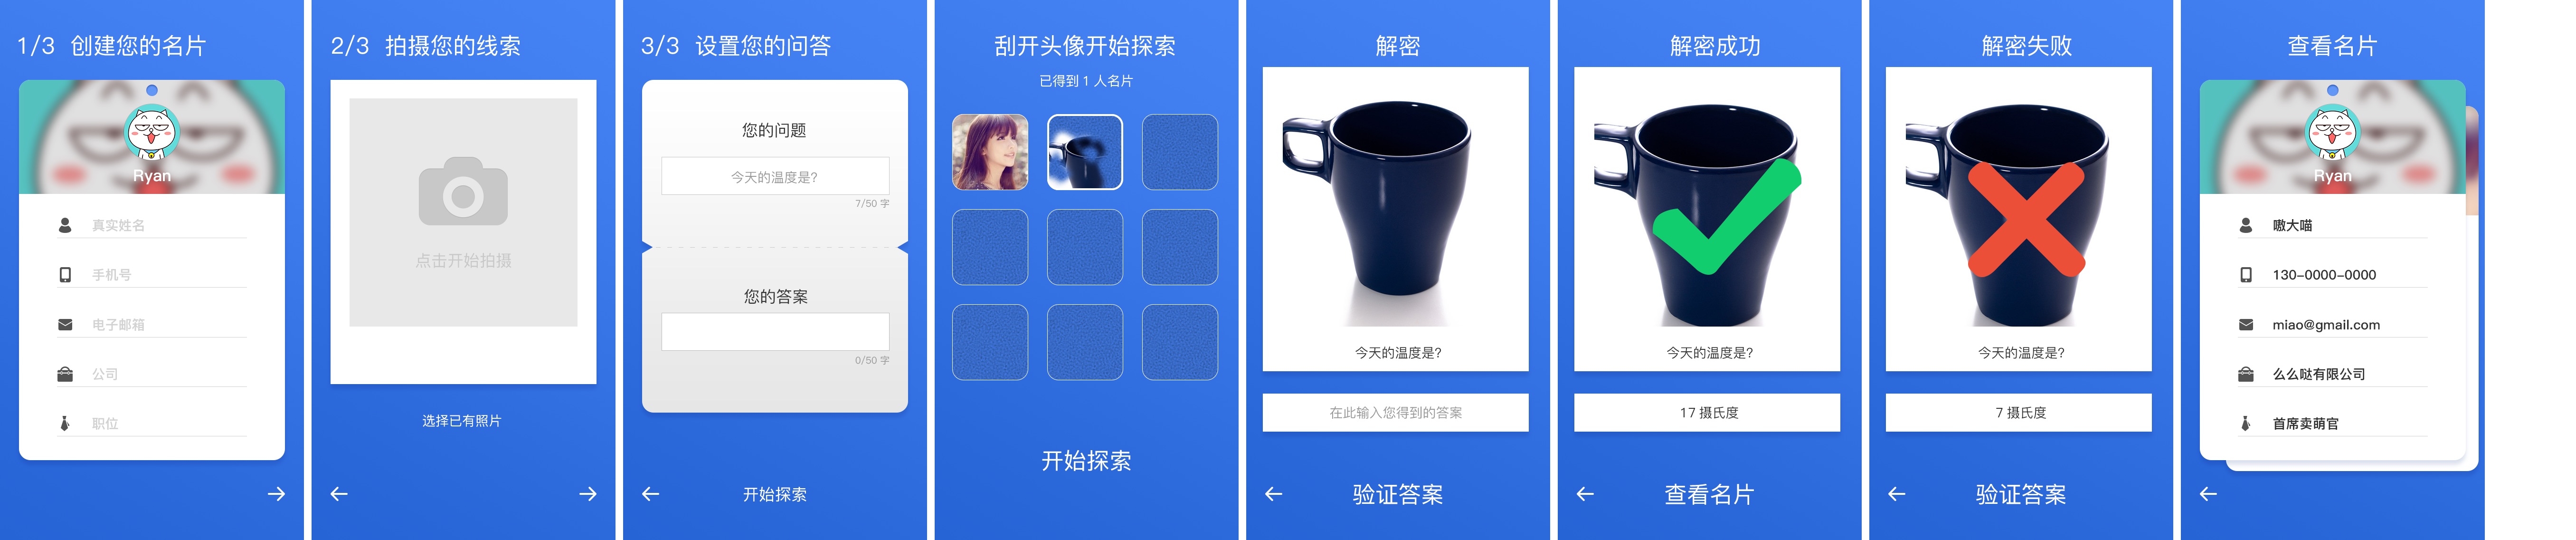 1/3 创建您的名片
Ryan
真实姓名
手机号
电子邮箱
公司
职位
2/3 拍摄您的线索
点击开始拍摄
选择已有照片
3/3 设置您的问答
您的问题
今天的温度是?
7/50 字
您的答案
0/50 字
开始探索
刮开头像开始探索
已得到 1 人名片
开始探索
解密
今天的温度是?
在此输入您得到的答案
验证答案
解密成功
今天的温度是?
17 摄氏度
查看名片
解密失败
今天的温度是?
7 摄氏度
验证答案
查看名片
Ryan
嗷大喵
130-0000-0000
miao@gmail.com
么么哒有限公司
首席卖萌官